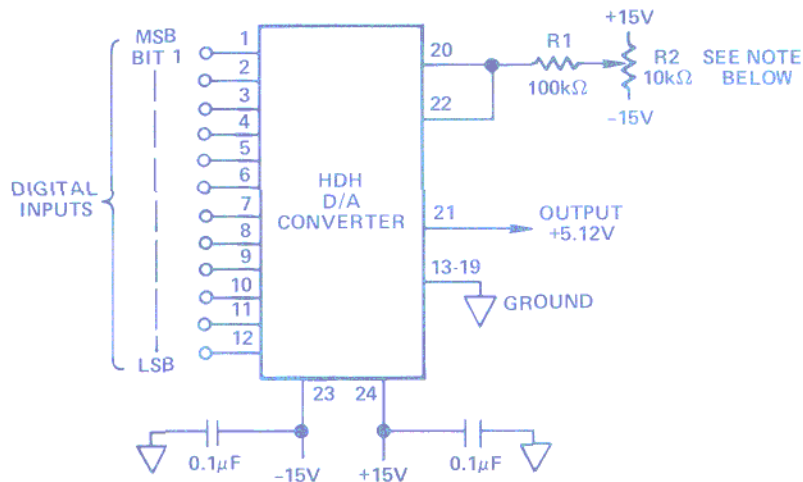 MSB
BIT 1
1
2
3
4
5
6
7
8
9
10
11
12
LSB
DIGITAL
INPUTS
HDH
D/A
CONVERTER
20
22
21
13-19
23
24
R1
100kΩ
+15V
R2
10kΩ
-15V
SEE NOTE
BELOW
OUTPUT
+5.12V
GROUND
0.1μF
-15V
+15V
0.1μF